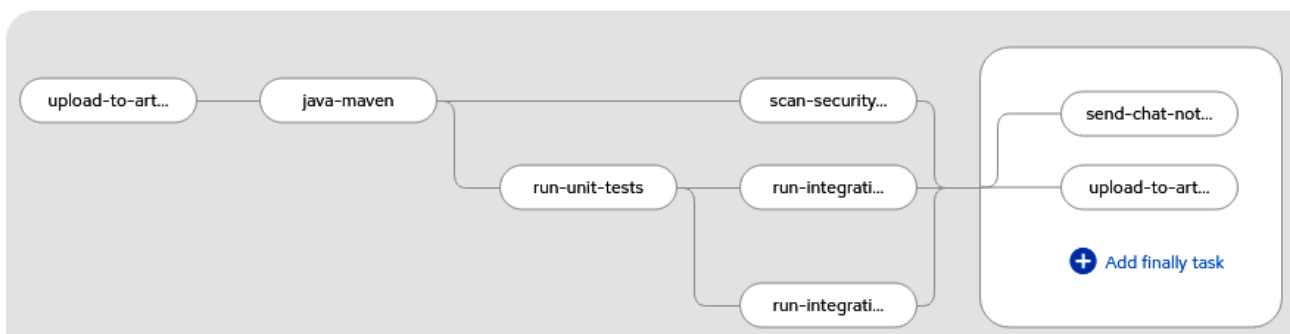 upload-to-art...
java-maven
scan-security...
send-chat-not...
run-unit-tests
run-integrati...
upload-to-art...
Add finally task
run-integrati...